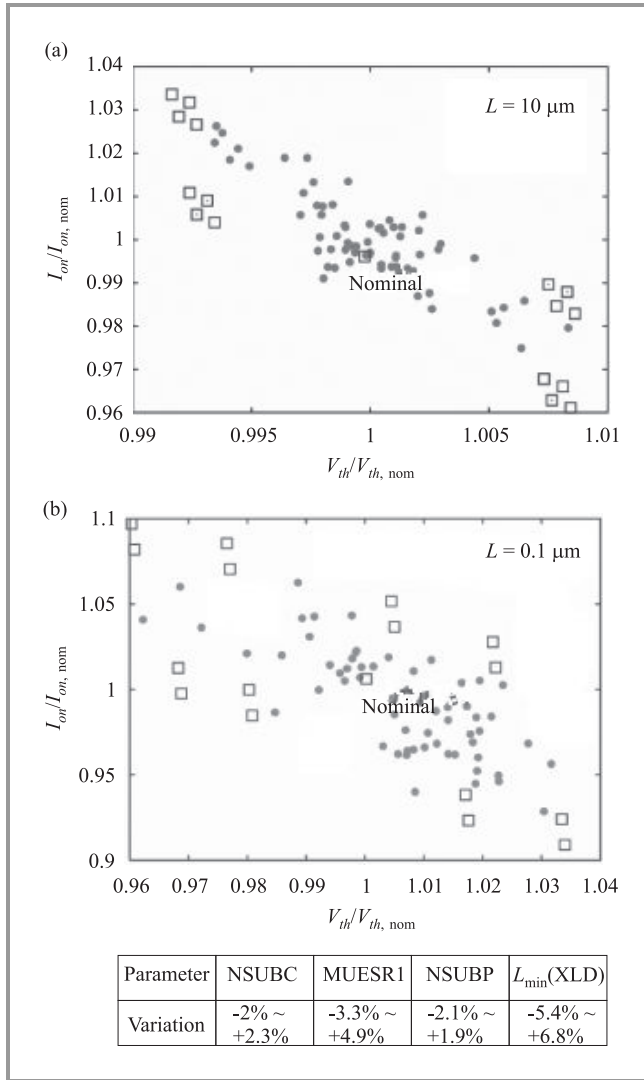 (a)
1.04
1.03
1.02
1.01
1
0.99
0.98
0.97
0.96
I_on/I_on, nom
L = 10 µm
Nominal
0.99 0.995 1 1.005 1.01
V_th/V_th, nom
(b)
1.1
1.05
1
0.95
0.9
I_on/I_on, nom
L = 0.1 µm
Nominal
0.96 0.97 0.98 0.99 1 1.01 1.02 1.03 1.04
V_th/V_th, nom
Parameter NSUBC MUESR1 NSUBP L_min(XLD)
Variation -2% ~ +2.3% -3.3% ~ +4.9% -2.1% ~ +1.9% -5.4% ~ +6.8%